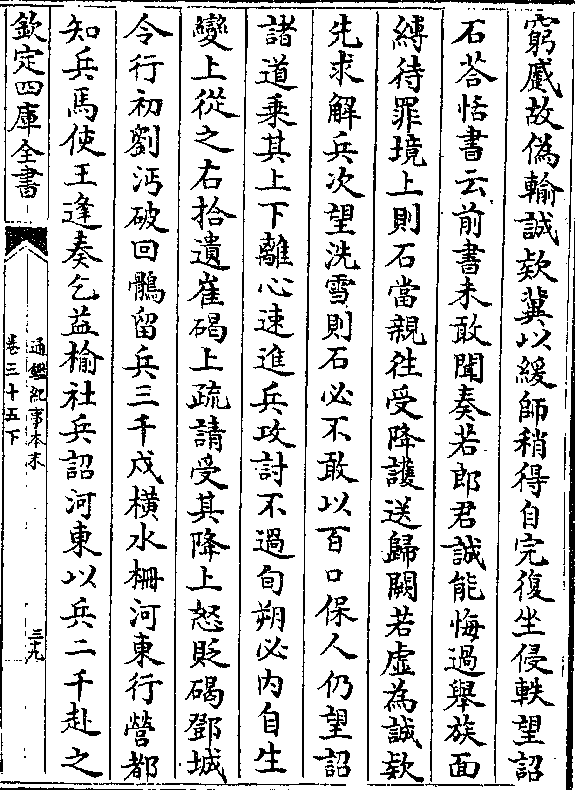 窮蹙故偽輸誠欵冀以緩師稍得自完復坐侵軼望詔
石荅恬書云前書未敢聞奏若郎君誠能悔過舉族面
縛待罪境上則石當親往受降護送歸闕若虚為誠欵
先求解兵次望洗雪則石必不敢以百口保人仍望詔
諸道乗其上下離心速進兵攻討不過旬朔必内自生
變上從之右拾遺崔碣上疏請受其降上怒貶碣鄧城
令行初劉沔破回鶻留兵三千戍横水柵河東行營都
知兵馬使王逢奏乞益榆社兵詔河東以兵二千赴之
欽定四庫全書
通鑑紀事本末
卷三十五下
三九